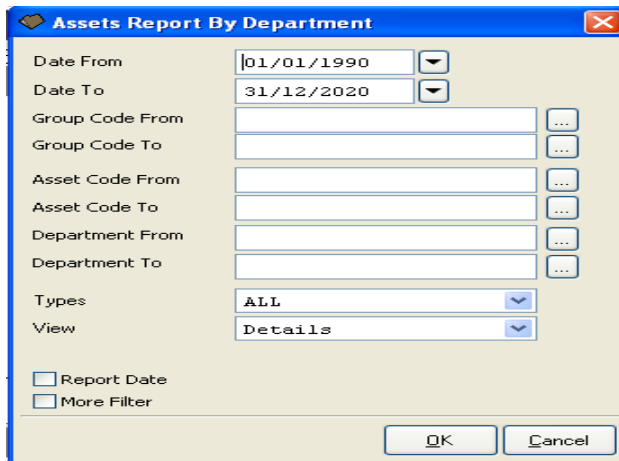 Assets Report By Department
Date From 01/01/1990
Date To 31/12/2020
Group Code From ...
Group Code To ...
Asset Code From ...
Asset Code To ...
Department From ...
Department To ...
Types ALL
View Details
Report Date
More Filter
OK Cancel